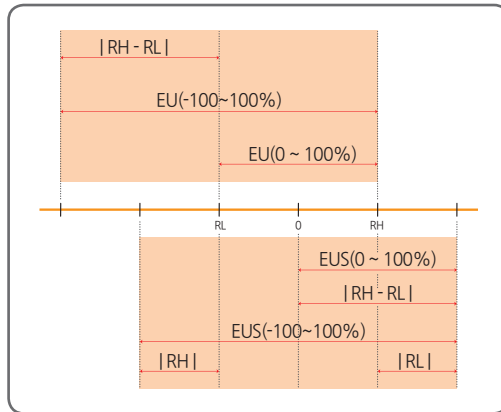 | RH - RL |
EU(-100~100%)
EU(0 ~ 100%)
RL 0 RH
EUS(0 ~ 100%)
| RH - RL |
EUS(-100~100%)
| RH | | RL |